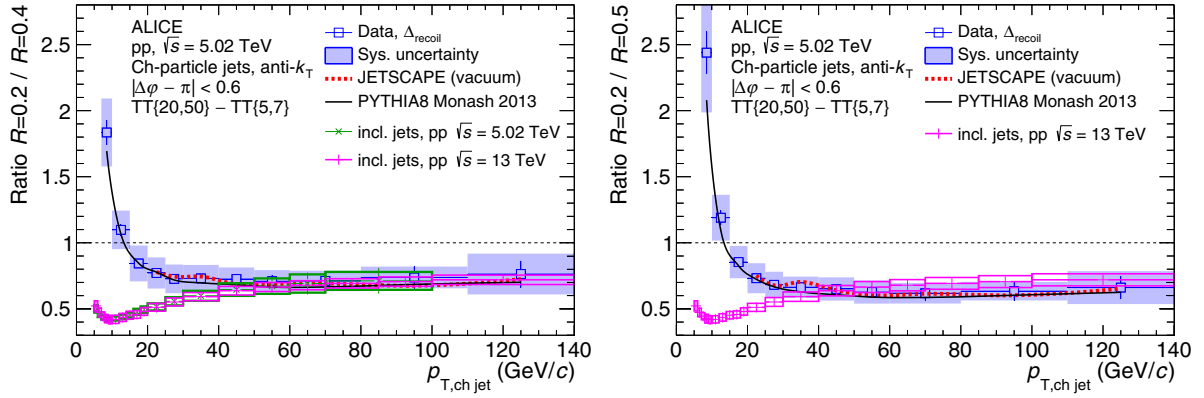 Ratio R=0.2 / R=0.4
2.5
2
1.5
1
0.5
ALICE
pp, √s = 5.02 TeV
Ch-particle jets, anti-kT
|Δφ − π| < 0.6
TT{20,50} − TT{5,7}
Data, Δrecoil
Sys. uncertainty
JETSCAPE (vacuum)
PYTHIA8 Monash 2013
incl. jets, pp √s = 5.02 TeV
incl. jets, pp √s = 13 TeV
0 20 40 60 80 100 120 140
pT,ch jet (GeV/c)
Ratio R=0.2 / R=0.5
2.5
2
1.5
1
0.5
ALICE
pp, √s = 5.02 TeV
Ch-particle jets, anti-kT
|Δφ − π| < 0.6
TT{20,50} − TT{5,7}
Data, Δrecoil
Sys. uncertainty
JETSCAPE (vacuum)
PYTHIA8 Monash 2013
incl. jets, pp √s = 13 TeV
0 20 40 60 80 100 120 140
pT,ch jet (GeV/c)